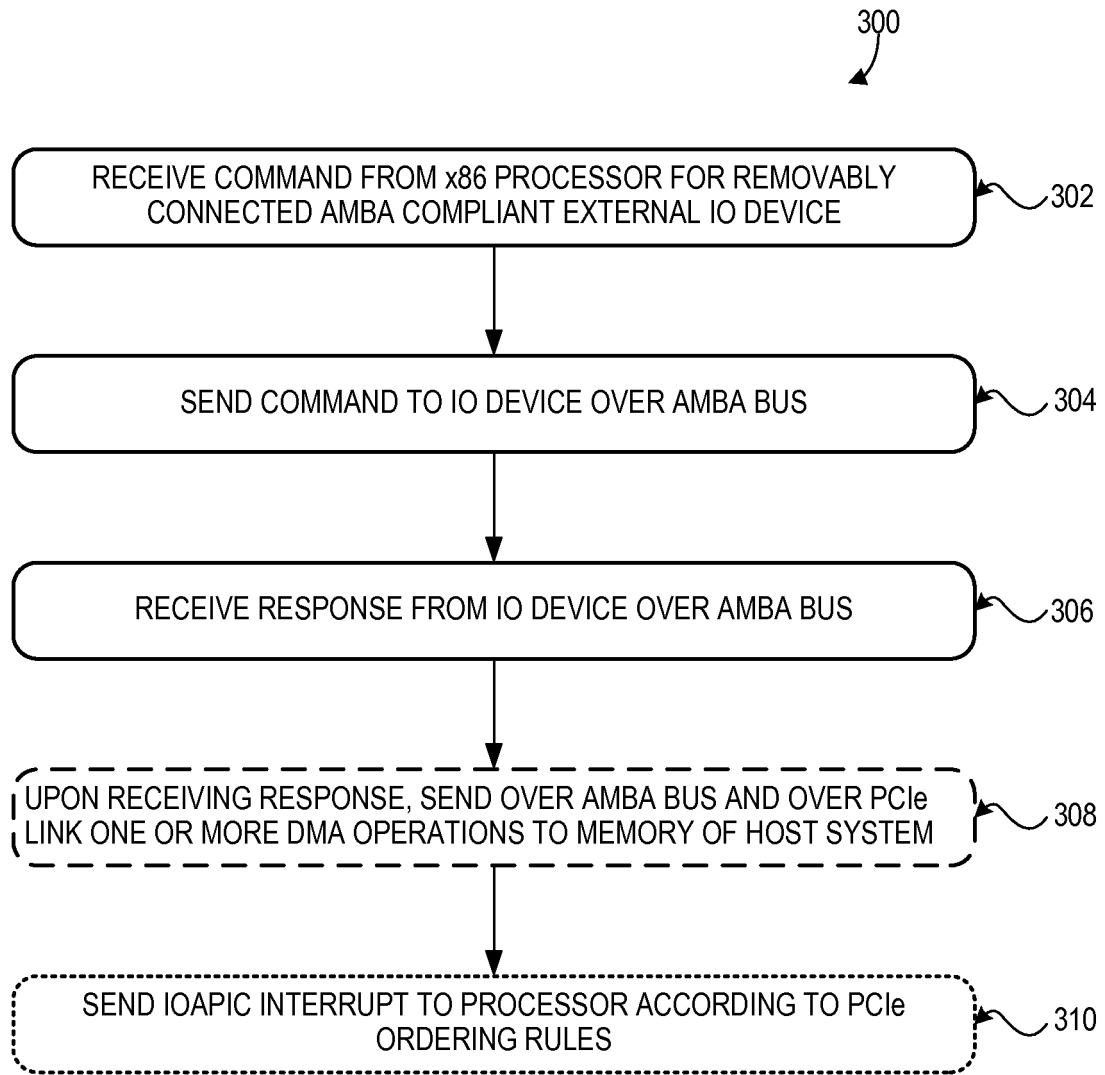 300
RECEIVE COMMAND FROM x86 PROCESSOR FOR REMOVABLY
CONNECTED AMBA COMPLIANT EXTERNAL IO DEVICE
302
SEND COMMAND TO IO DEVICE OVER AMBA BUS
304
RECEIVE RESPONSE FROM IO DEVICE OVER AMBA BUS
306
UPON RECEIVING RESPONSE, SEND OVER AMBA BUS AND OVER PCIe
LINK ONE OR MORE DMA OPERATIONS TO MEMORY OF HOST SYSTEM
308
SEND IOAPIC INTERRUPT TO PROCESSOR ACCORDING TO PCIe
ORDERING RULES
310